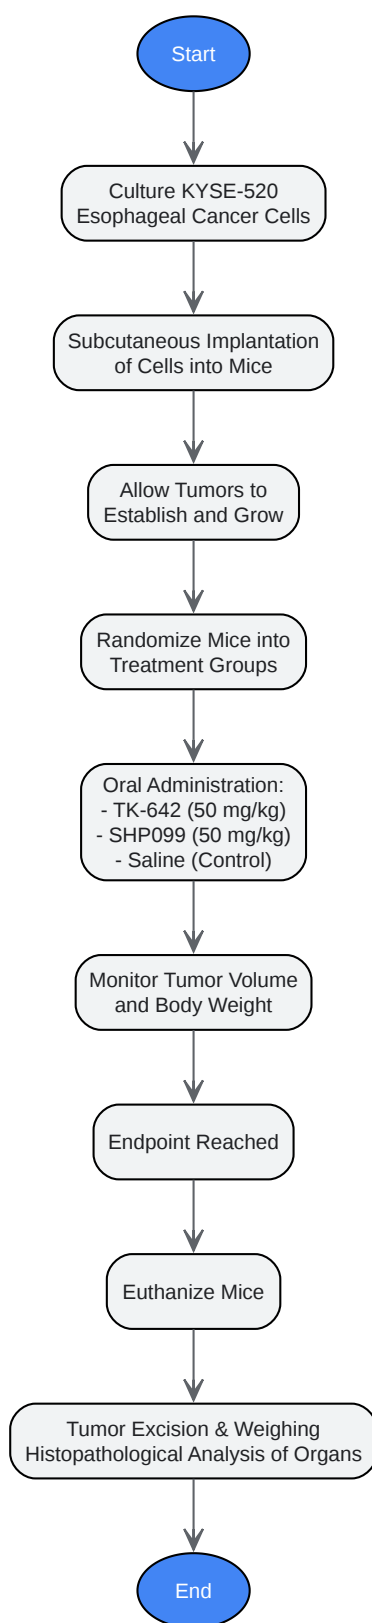 Start
Culture KYSE-520
Esophageal Cancer Cells
Subcutaneous Implantation
of Cells into Mice
Allow Tumors to
Establish and Grow
Randomize Mice into
Treatment Groups
Oral Administration:
- TK-642 (50 mg/kg)
- SHP099 (50 mg/kg)
- Saline (Control)
Monitor Tumor Volume
and Body Weight
Endpoint Reached
Euthanize Mice
Tumor Excision & Weighing
Histopathological Analysis of Organs
End